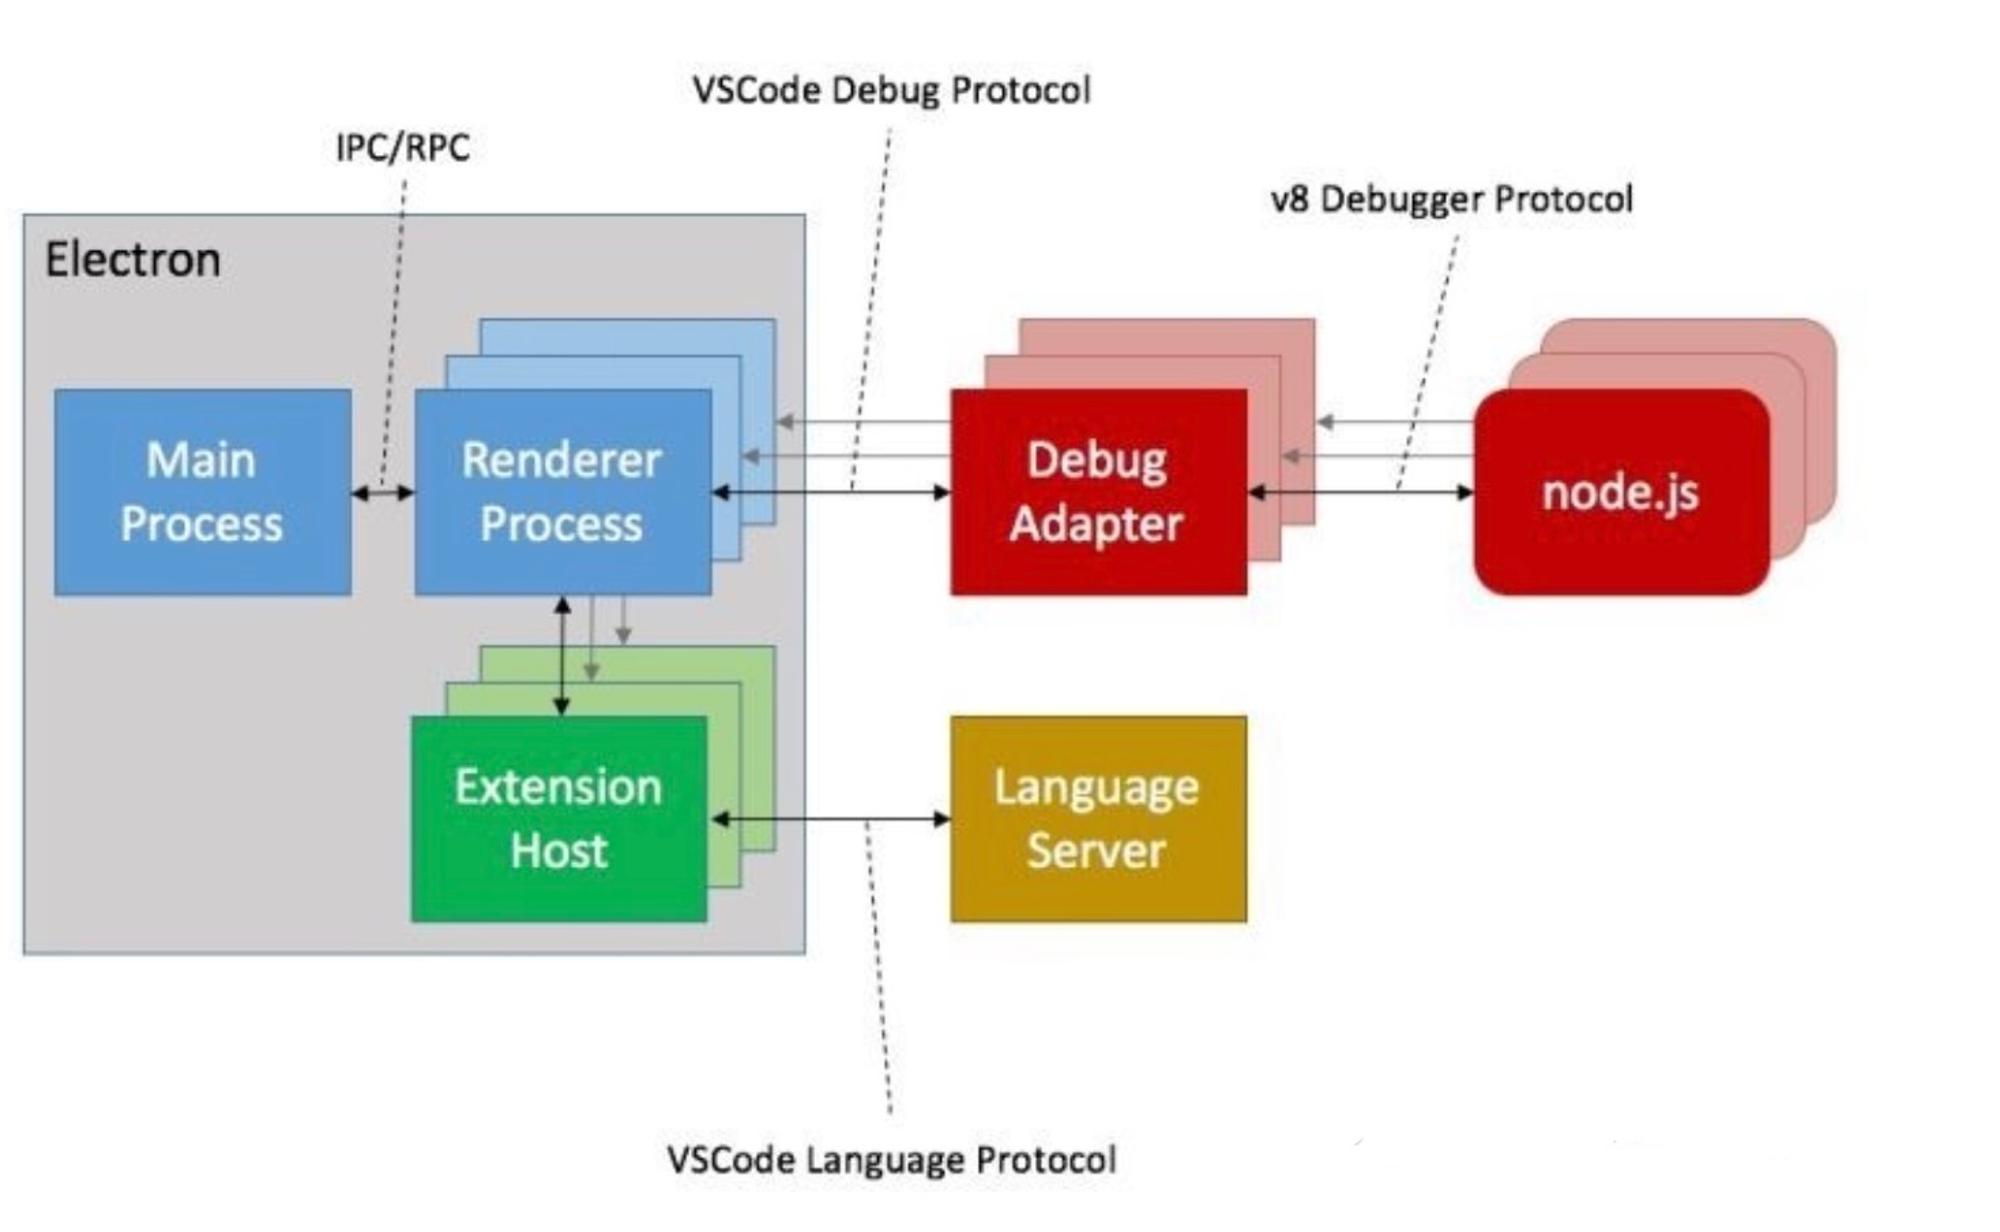 VSCode Debug Protocol
IPC/RPC
v8 Debugger Protocol
Electron
Main
Process
Renderer
Process
Debug
Adapter
node.js
Extension
Host
Language
Server
VSCode Language Protocol